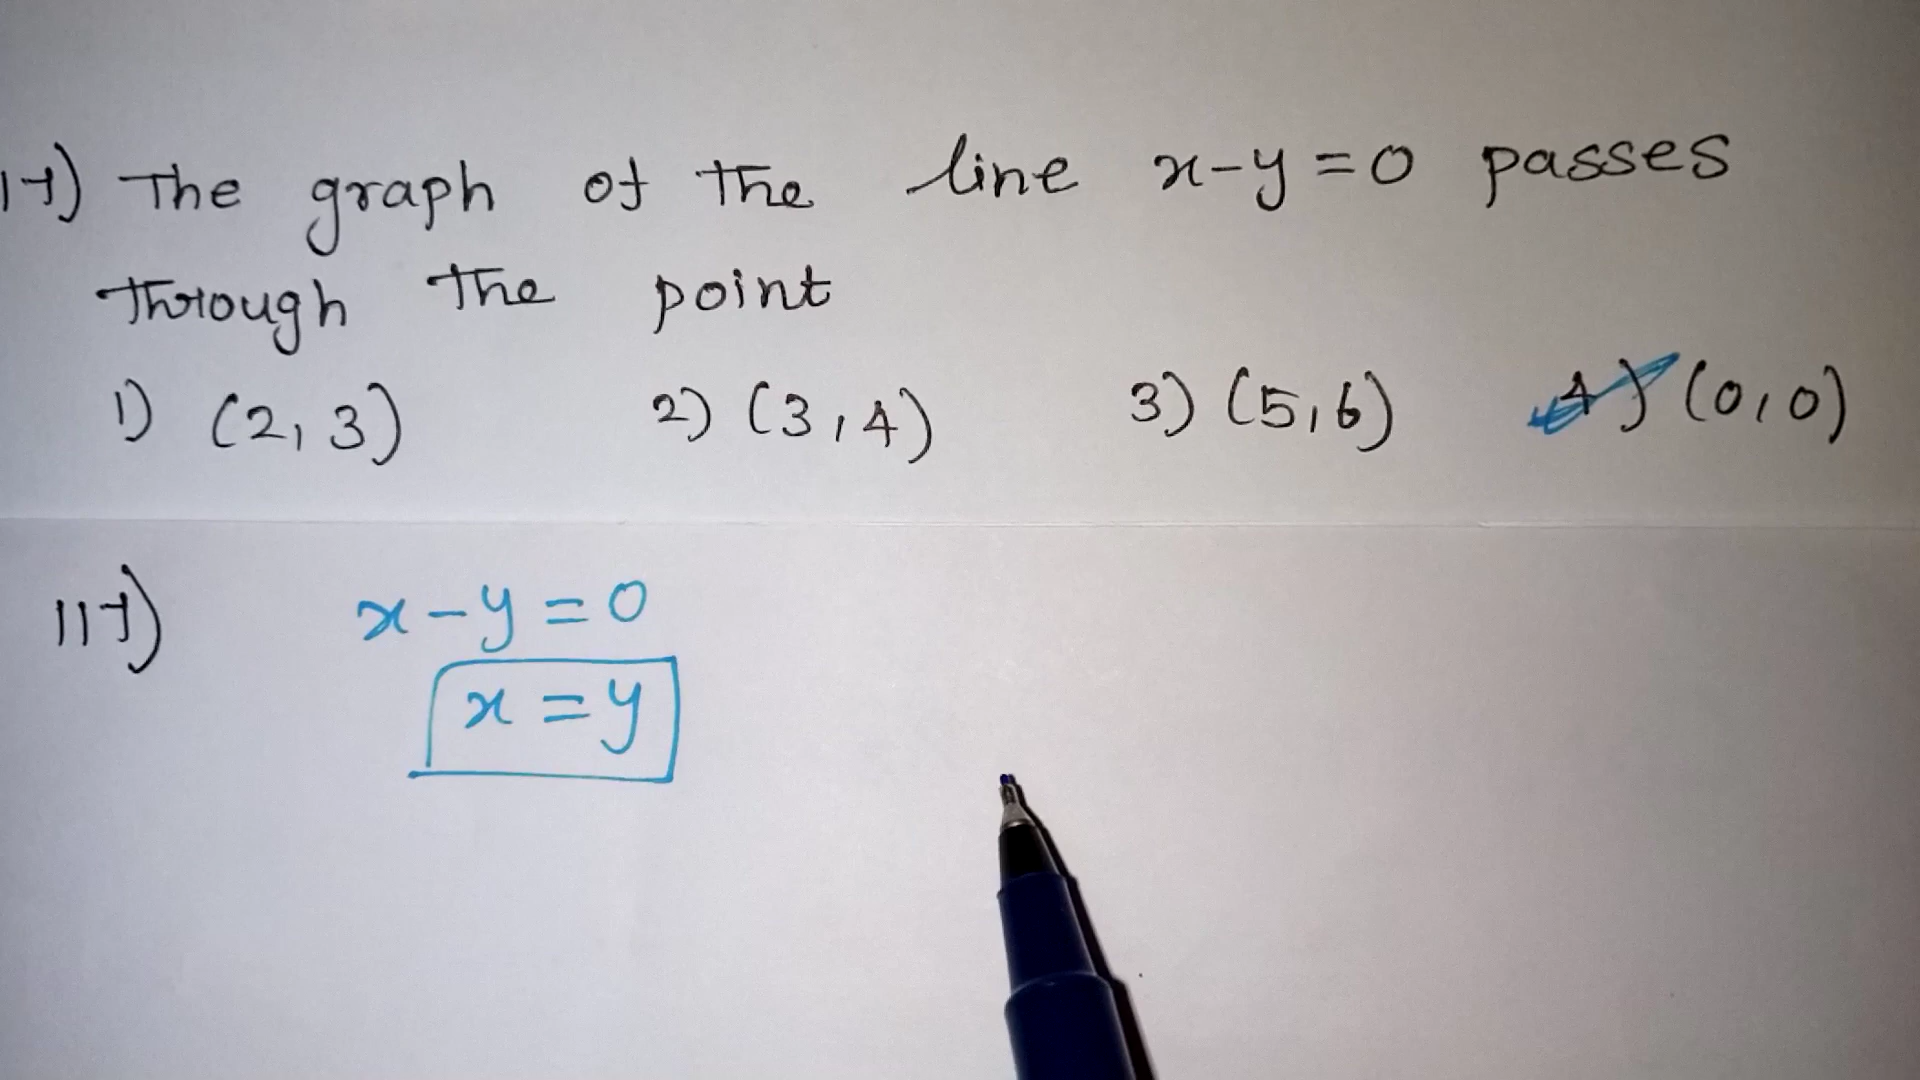 17) The graph of the line x-y=0 passes
through the point
1) (2,3) 2) (3,4) 3) (5,6) 4) (0,0)
117) x-y=0
x=y